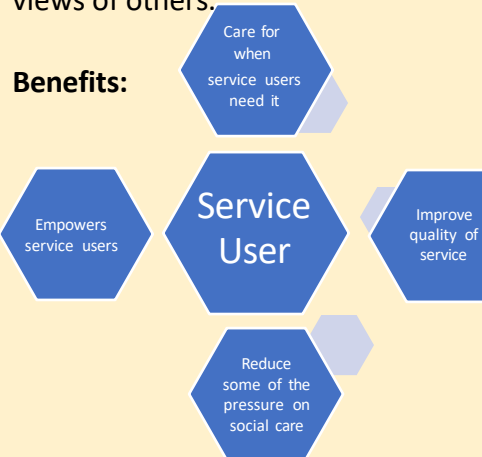 views of others.
Benefits:
Care for
when
service users
need it
Service
User
Empowers
service users
Improve
quality of
service
Reduce
some of the
pressure on
social care